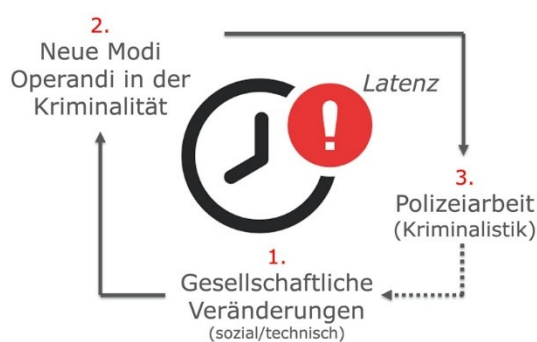 2.
Neue Modi
Operandi in der
Kriminalität
Latenz
!
3.
Polizeiarbeit
(Kriminalistik)
1.
Gesellschaftliche
Veränderungen
(sozial/technisch)